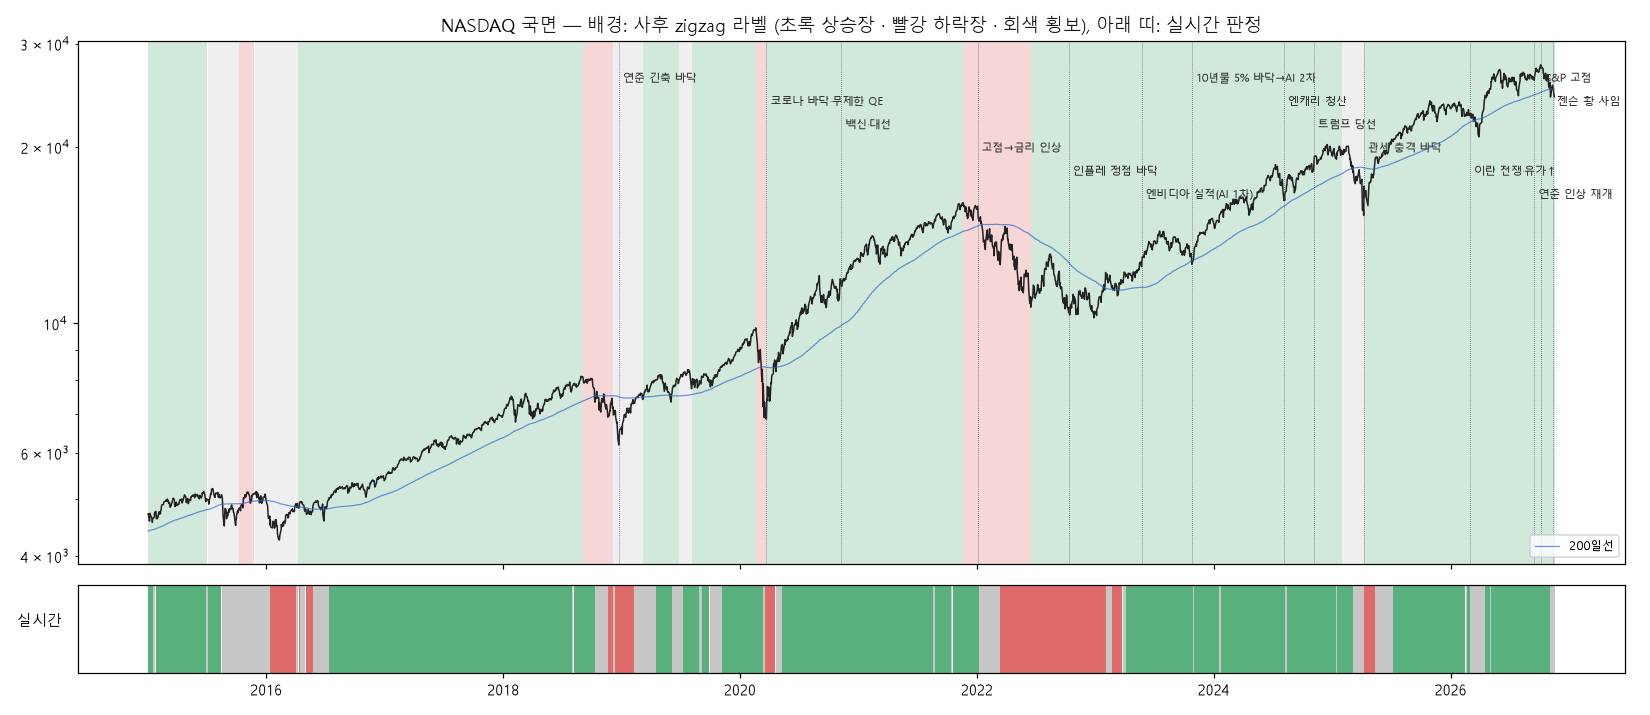 NASDAQ 국면 — 배경: 사후 zigzag 라벨 (초록 상승장 · 빨강 하락장 · 회색 횡보), 아래 띠: 실시간 판정
3 × 10⁴
2 × 10⁴
10⁴
6 × 10³
4 × 10³
연준 긴축 바닥
10년물 5% 바닥→AI 2차
S&P 고점
코로나 바닥·무제한 QE
엔캐리 청산
젠슨 황 사임
백신·대선
트럼프 당선
고점→금리 인상
관세 충격 바닥
인플레 정점 바닥
이란 전쟁·유가↑
엔비디아 실적(AI 1차)
연준 인상 재개
200일선
실시간
2016
2018
2020
2022
2024
2026